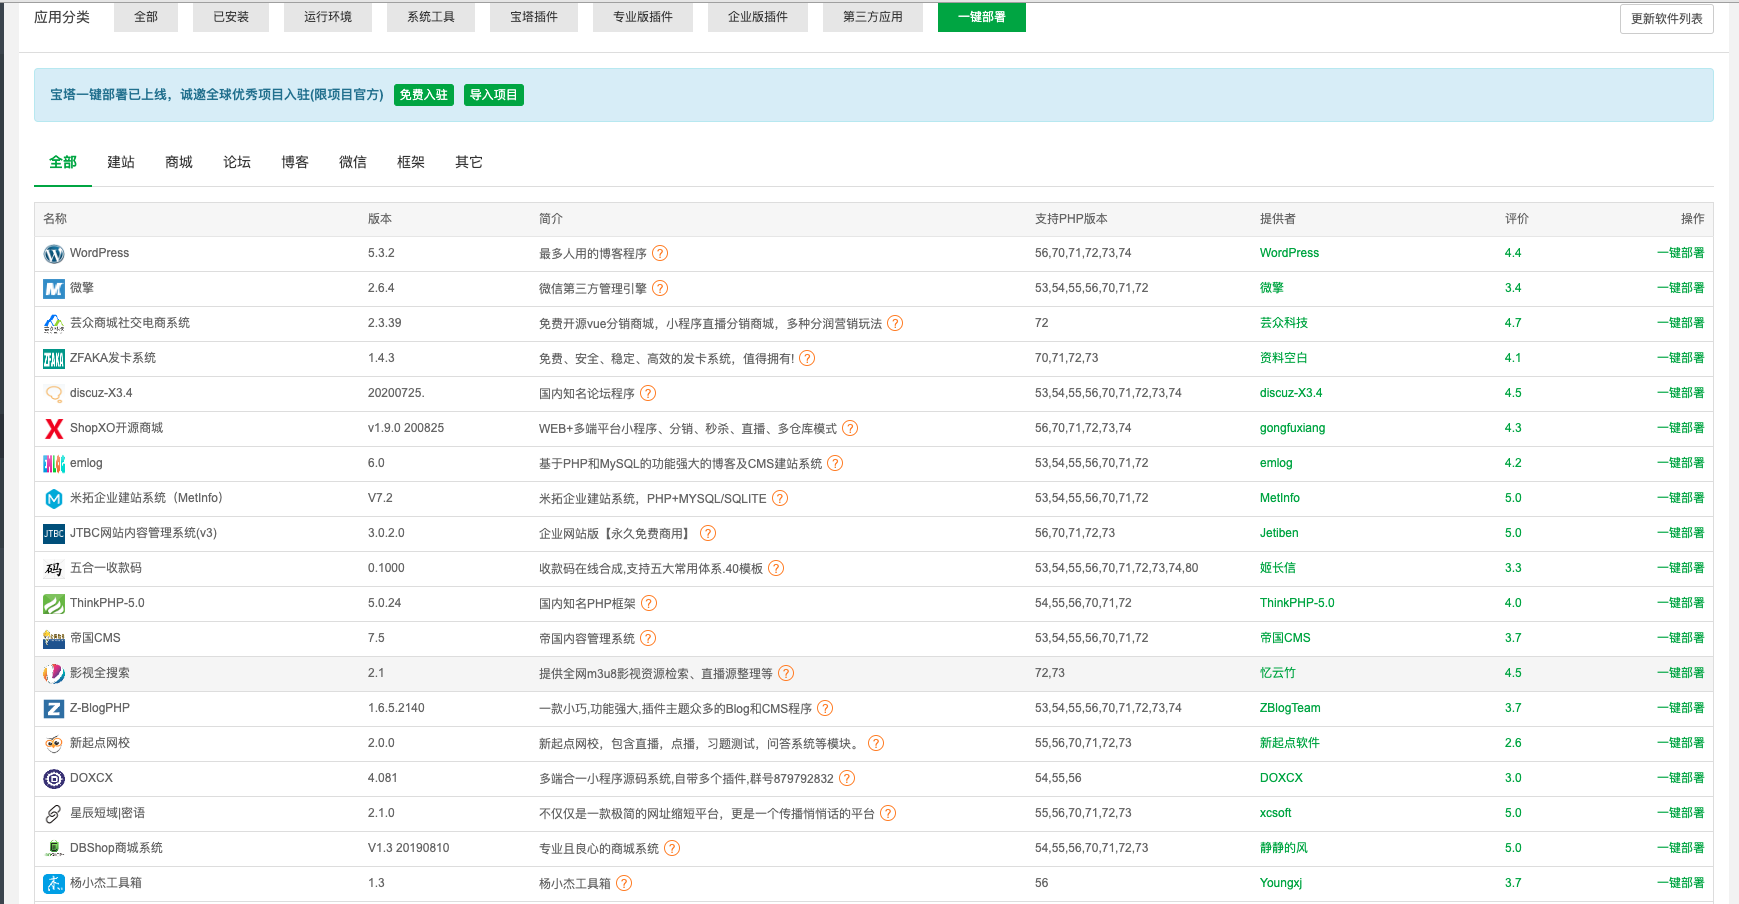 应用分类 全部 已安装 运行环境 系统工具 宝塔插件 专业版插件 企业版插件 第三方应用 一键部署 更新软件列表
宝塔一键部署已上线，诚邀全球优秀项目入驻(限项目官方) 免费入驻 导入项目
全部 建站 商城 论坛 博客 微信 框架 其它
名称 版本 简介 支持PHP版本 提供者 评价 操作
WordPress 5.3.2 最多人用的博客程序 ? 56,70,71,72,73,74 WordPress 4.4 一键部署
微擎 2.6.4 微信第三方管理引擎 ? 53,54,55,56,70,71,72 微擎 3.4 一键部署
芸众商城社交电商系统 2.3.39 免费开源vue分销商城，小程序直播分销商城，多种分润营销玩法 ? 72 芸众科技 4.7 一键部署
ZFAKA ZFAKA发卡系统 1.4.3 免费、安全、稳定、高效的发卡系统，值得拥有! ? 70,71,72,73 资料空白 4.1 一键部署
discuz-X3.4 20200725. 国内知名论坛程序 ? 53,54,55,56,70,71,72,73,74 discuz-X3.4 4.5 一键部署
ShopXO开源商城 v1.9.0 200825 WEB+多端平台小程序、分销、秒杀、直播、多仓库模式 ? 56,70,71,72,73,74 gongfuxiang 4.3 一键部署
emlog 6.0 基于PHP和MySQL的功能强大的博客及CMS建站系统 ? 53,54,55,56,70,71,72 emlog 4.2 一键部署
米拓企业建站系统（MetInfo） V7.2 米拓企业建站系统，PHP+MYSQL/SQLITE ? 53,54,55,56,70,71,72 MetInfo 5.0 一键部署
JTBC JTBC网站内容管理系统(v3) 3.0.2.0 企业网站版【永久免费商用】 ? 56,70,71,72,73 Jetiben 5.0 一键部署
码 五合一收款码 0.1000 收款码在线合成,支持五大常用体系.40模板 ? 53,54,55,56,70,71,72,73,74,80 姬长信 3.3 一键部署
ThinkPHP-5.0 5.0.24 国内知名PHP框架 ? 54,55,56,70,71,72 ThinkPHP-5.0 4.0 一键部署
帝国CMS 7.5 帝国内容管理系统 ? 53,54,55,56,70,71,72 帝国CMS 3.7 一键部署
影视全搜索 2.1 提供全网m3u8影视资源检索、直播源整理等 ? 72,73 忆云竹 4.5 一键部署
Z-BlogPHP 1.6.5.2140 一款小巧,功能强大,插件主题众多的Blog和CMS程序 ? 53,54,55,56,70,71,72,73,74 ZBlogTeam 3.7 一键部署
新起点网校 2.0.0 新起点网校，包含直播，点播，习题测试，问答系统等模块。 ? 55,56,70,71,72,73 新起点软件 2.6 一键部署
DOXCX 4.081 多端合一小程序源码系统,自带多个插件,群号879792832 ? 54,55,56 DOXCX 3.0 一键部署
星辰短域|密语 2.1.0 不仅仅是一款极简的网址缩短平台，更是一个传播悄悄话的平台 ? 55,56,70,71,72,73 xcsoft 5.0 一键部署
DBShop商城系统 V1.3 20190810 专业且良心的商城系统 ? 54,55,56,70,71,72,73 静静的风 5.0 一键部署
杨小杰工具箱 1.3 杨小杰工具箱 ? 56 Youngxj 3.7 一键部署